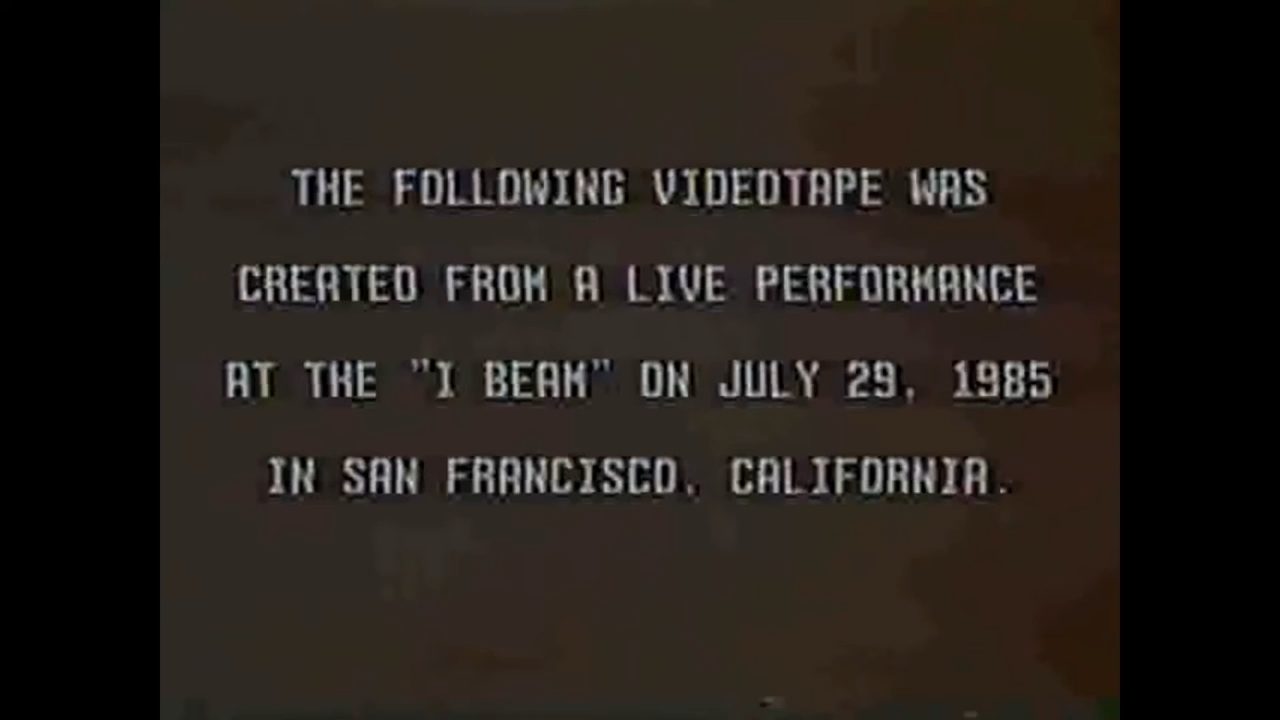 THE FOLLOWING VIDEOTAPE WAS
CREATED FROM A LIVE PERFORMANCE
AT THE "I BEAM" ON JULY 29, 1985
IN SAN FRANCISCO, CALIFORNIA.